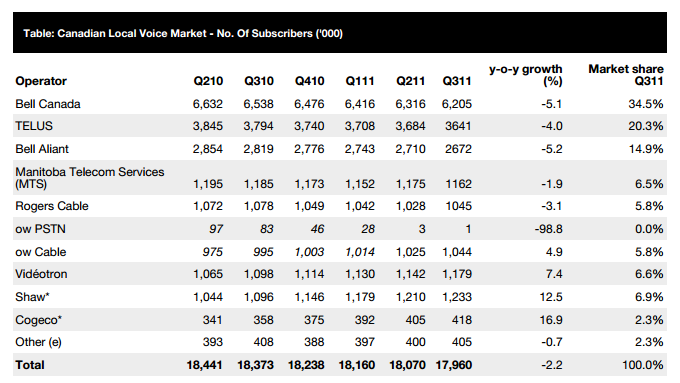 Table: Canadian Local Voice Market - No. Of Subscribers ('000)
Operator Q210 Q310 Q410 Q111 Q211 Q311 y-o-y growth (%) Market share Q311
Bell Canada 6,632 6,538 6,476 6,416 6,316 6,205 -5.1 34.5%
TELUS 3,845 3,794 3,740 3,708 3,684 3641 -4.0 20.3%
Bell Aliant 2,854 2,819 2,776 2,743 2,710 2672 -5.2 14.9%
Manitoba Telecom Services
(MTS) 1,195 1,185 1,173 1,152 1,175 1162 -1.9 6.5%
Rogers Cable 1,072 1,078 1,049 1,042 1,028 1045 -3.1 5.8%
ow PSTN 97 83 46 28 3 1 -98.8 0.0%
ow Cable 975 995 1,003 1,014 1,025 1,044 4.9 5.8%
Vidéotron 1,065 1,098 1,114 1,130 1,142 1,179 7.4 6.6%
Shaw* 1,044 1,096 1,146 1,179 1,210 1,233 12.5 6.9%
Cogeco* 341 358 375 392 405 418 16.9 2.3%
Other (e) 393 408 388 397 400 405 -0.7 2.3%
Total 18,441 18,373 18,238 18,160 18,070 17,960 -2.2 100.0%